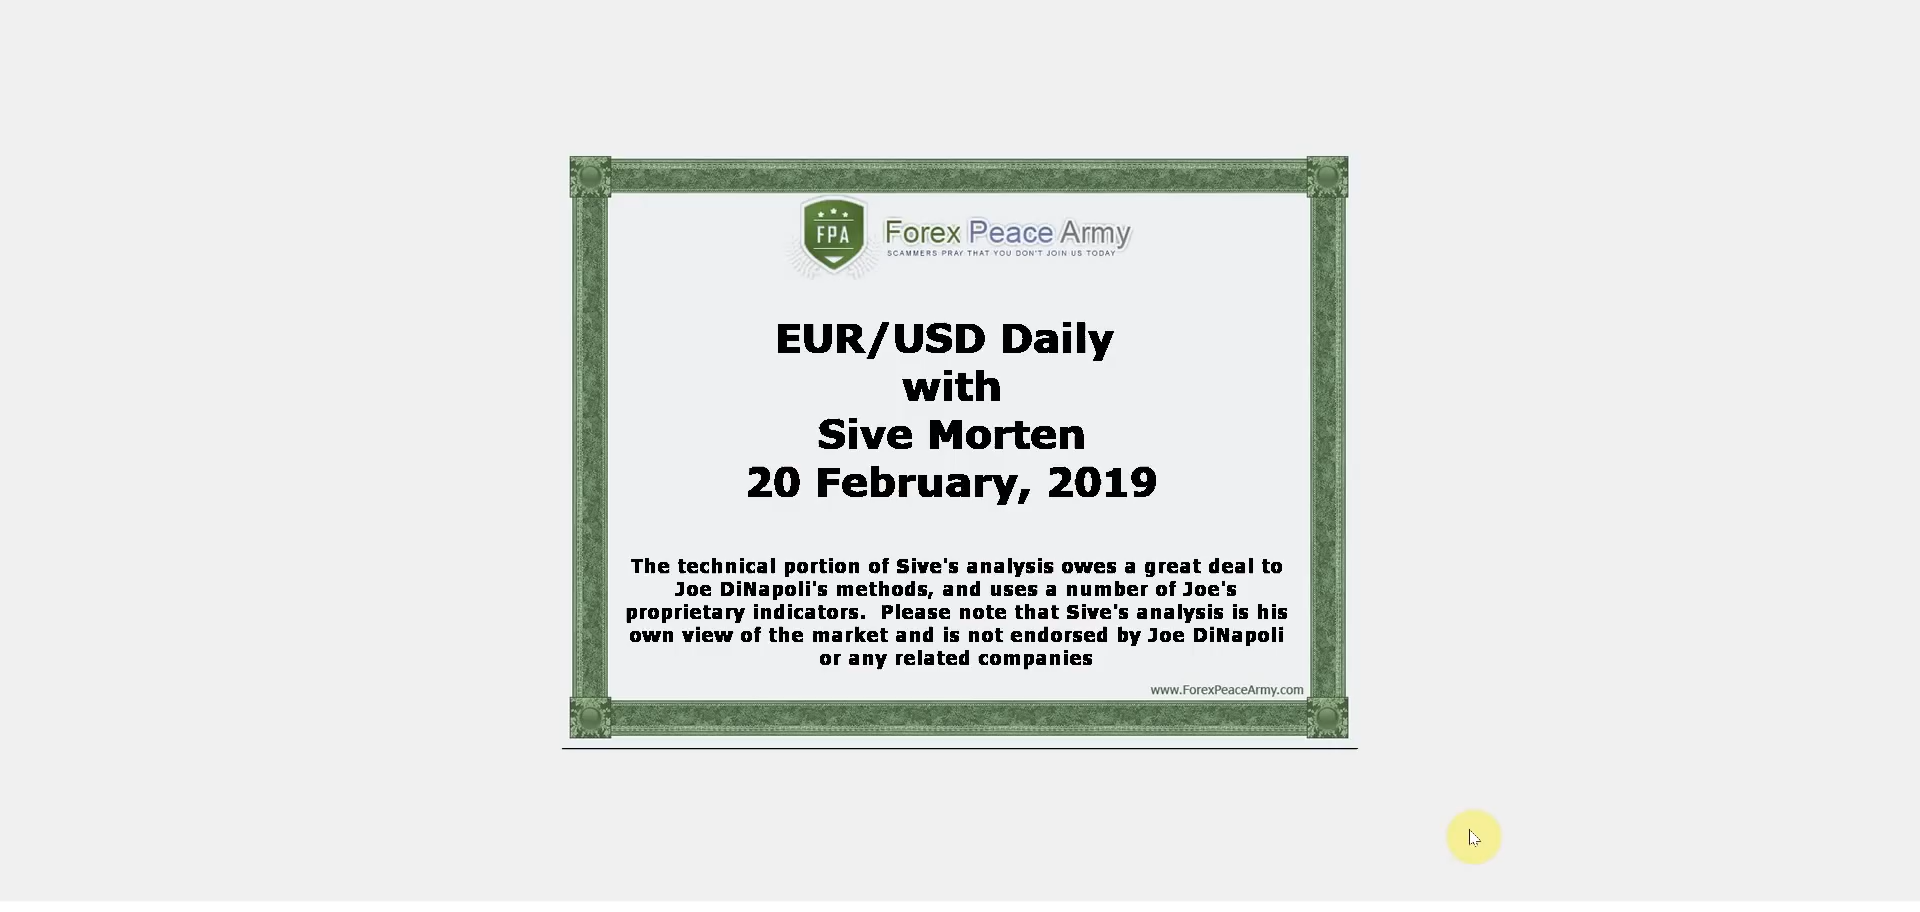 FPA
Forex Peace Army
SCAMMERS PRAY THAT YOU DON'T JOIN US TODAY
EUR/USD Daily
with
Sive Morten
20 February, 2019
The technical portion of Sive's analysis owes a great deal to
Joe DiNapoli's methods, and uses a number of Joe's
proprietary indicators.  Please note that Sive's analysis is his
own view of the market and is not endorsed by Joe DiNapoli
or any related companies
www.ForexPeaceArmy.com